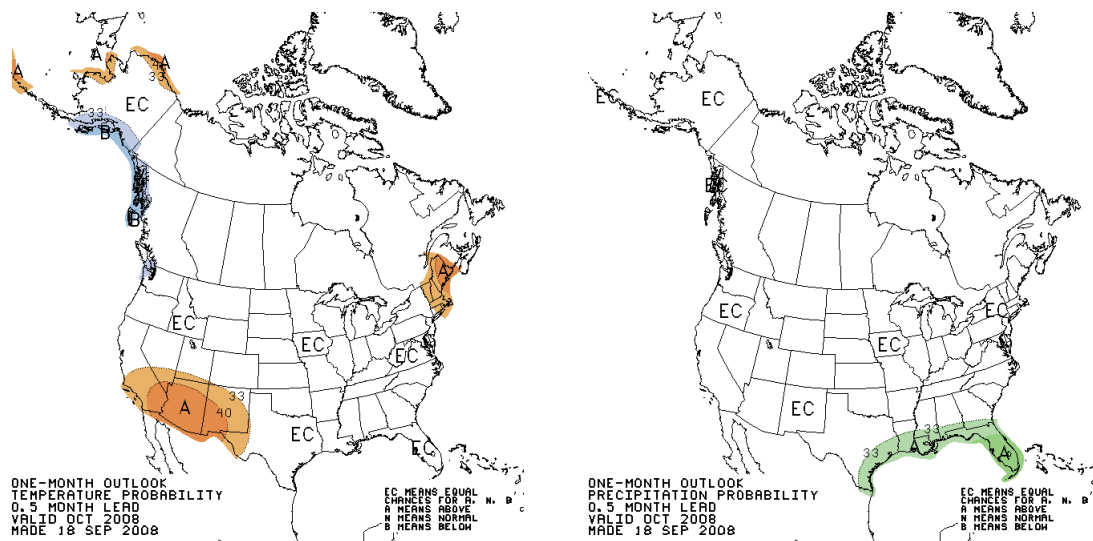 A
A
40
A
33
EC
33
B
B
A
EC
EC
EC
33
40
A
EC
EC
ONE-MONTH OUTLOOK
TEMPERATURE PROBABILITY
0.5 MONTH LEAD
VALID OCT 2008
MADE 18 SEP 2008
EC MEANS EQUAL
CHANCES FOR A, N, B
A MEANS ABOVE
N MEANS NORMAL
B MEANS BELOW
EC
EC
EC
EC
EC
EC
33
33
A
A
ONE-MONTH OUTLOOK
PRECIPITATION PROBABILITY
0.5 MONTH LEAD
VALID OCT 2008
MADE 18 SEP 2008
EC MEANS EQUAL
CHANCES FOR A, N, B
A MEANS ABOVE
N MEANS NORMAL
B MEANS BELOW